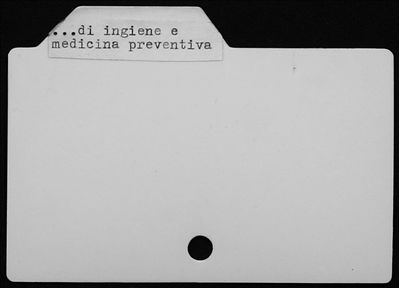 ...di ingiene e
medicina preventiva